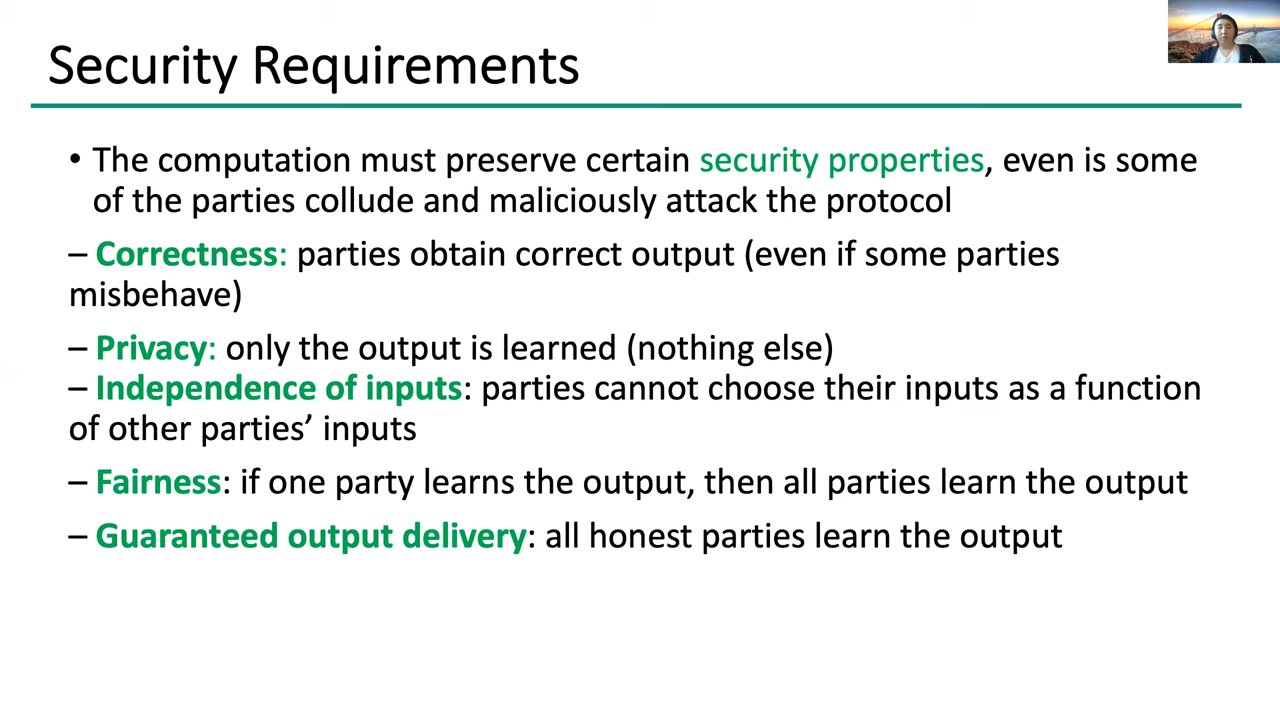 Security Requirements
• The computation must preserve certain security properties, even is some
of the parties collude and maliciously attack the protocol
– Correctness: parties obtain correct output (even if some parties
misbehave)
– Privacy: only the output is learned (nothing else)
– Independence of inputs: parties cannot choose their inputs as a function
of other parties’ inputs
– Fairness: if one party learns the output, then all parties learn the output
– Guaranteed output delivery: all honest parties learn the output